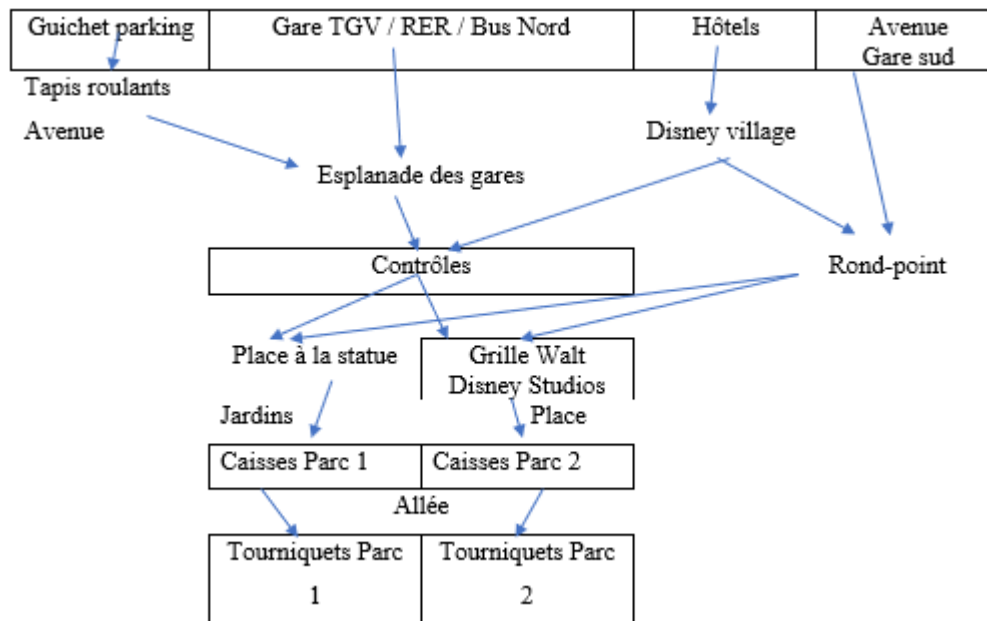 Guichet parking
Gare TGV / RER / Bus Nord
Hôtels
Avenue
Gare sud
Tapis roulants
Avenue
Disney village
Esplanade des gares
Contrôles
Rond-point
Place à la statue
Grille Walt
Disney Studios
Jardins
Place
Caisses Parc 1
Caisses Parc 2
Allée
Tourniquets Parc
1
Tourniquets Parc
2